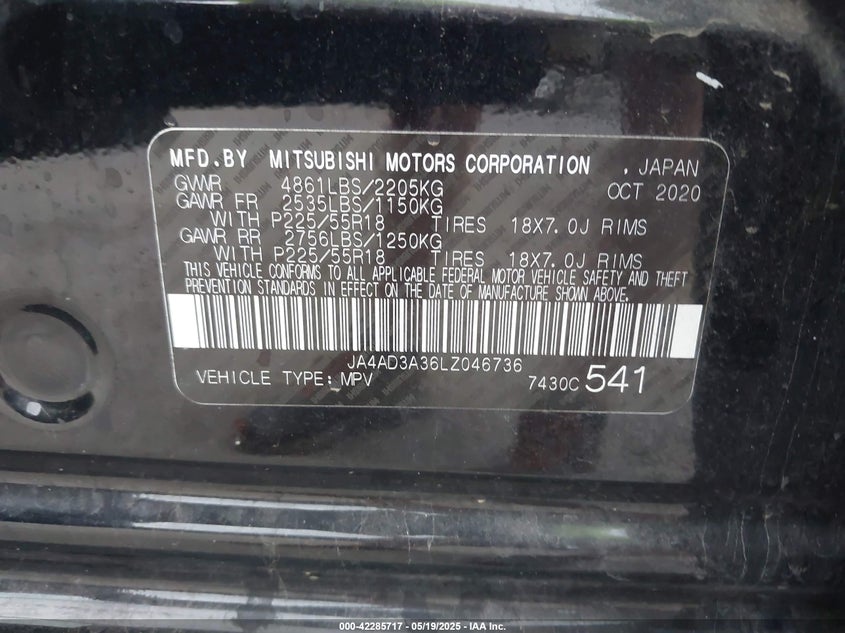 MFD.BY MITSUBISHI MOTORS CORPORATION , JAPAN
GVWR 4861LBS/2205KG OCT 2020
GAWR FR 2535LBS/1150KG
WITH P225/55R18 TIRES 18X7.0J RIMS
GAWR RR 2756LBS/1250KG
WITH P225/55R18 TIRES 18X7.0J RIMS
THIS VEHICLE CONFORMS TO ALL APPLICABLE FEDERAL MOTOR VEHICLE SAFETY AND THEFT
PREVENTION STANDARDS IN EFFECT ON THE DATE OF MANUFACTURE SHOWN ABOVE.
JA4AD3A36LZ046736
VEHICLE TYPE:MPV 7430C 541
000-42285717 - 05/19/2025 - IAA Inc.